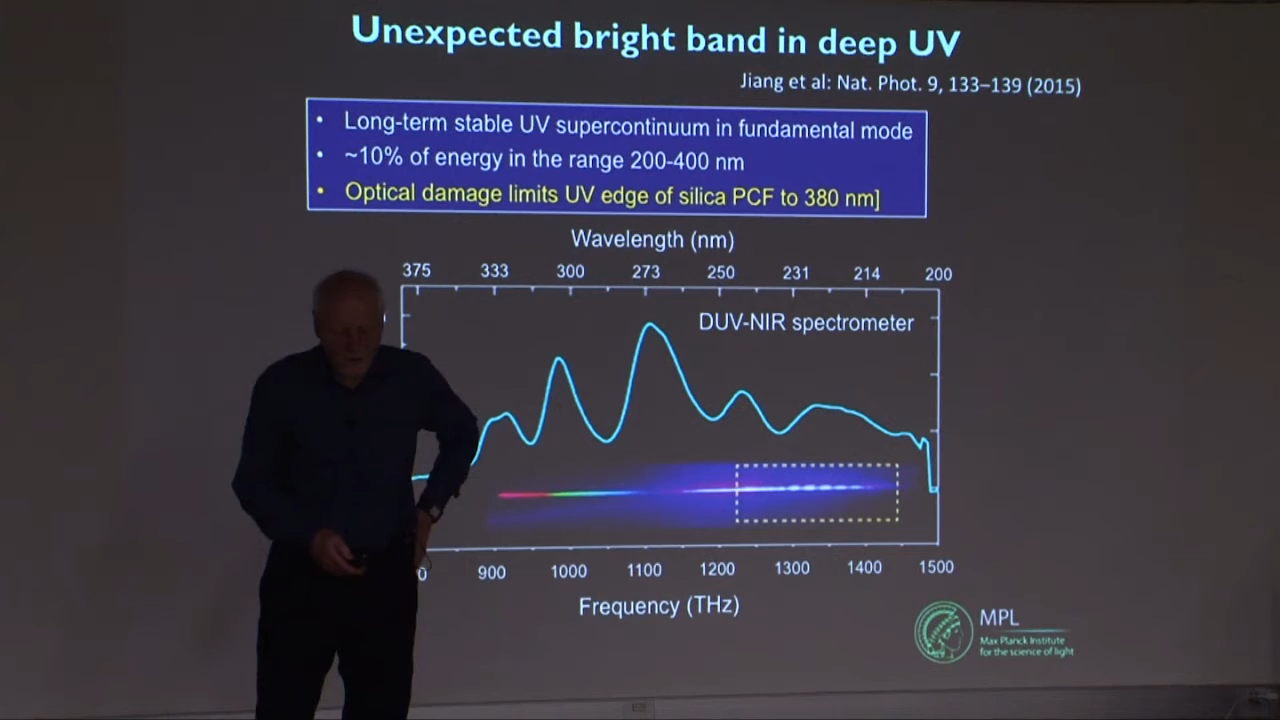 Unexpected bright band in deep UV
Jiang et al: Nat. Phot. 9, 133–139 (2015)
• Long-term stable UV supercontinuum in fundamental mode
• ~10% of energy in the range 200-400 nm
• Optical damage limits UV edge of silica PCF to 380 nm]
Wavelength (nm)
375 333 300 273 250 231 214 200
DUV-NIR spectrometer
0 900 1000 1100 1200 1300 1400 1500
Frequency (THz)
MPL
Max Planck Institute
for the science of light